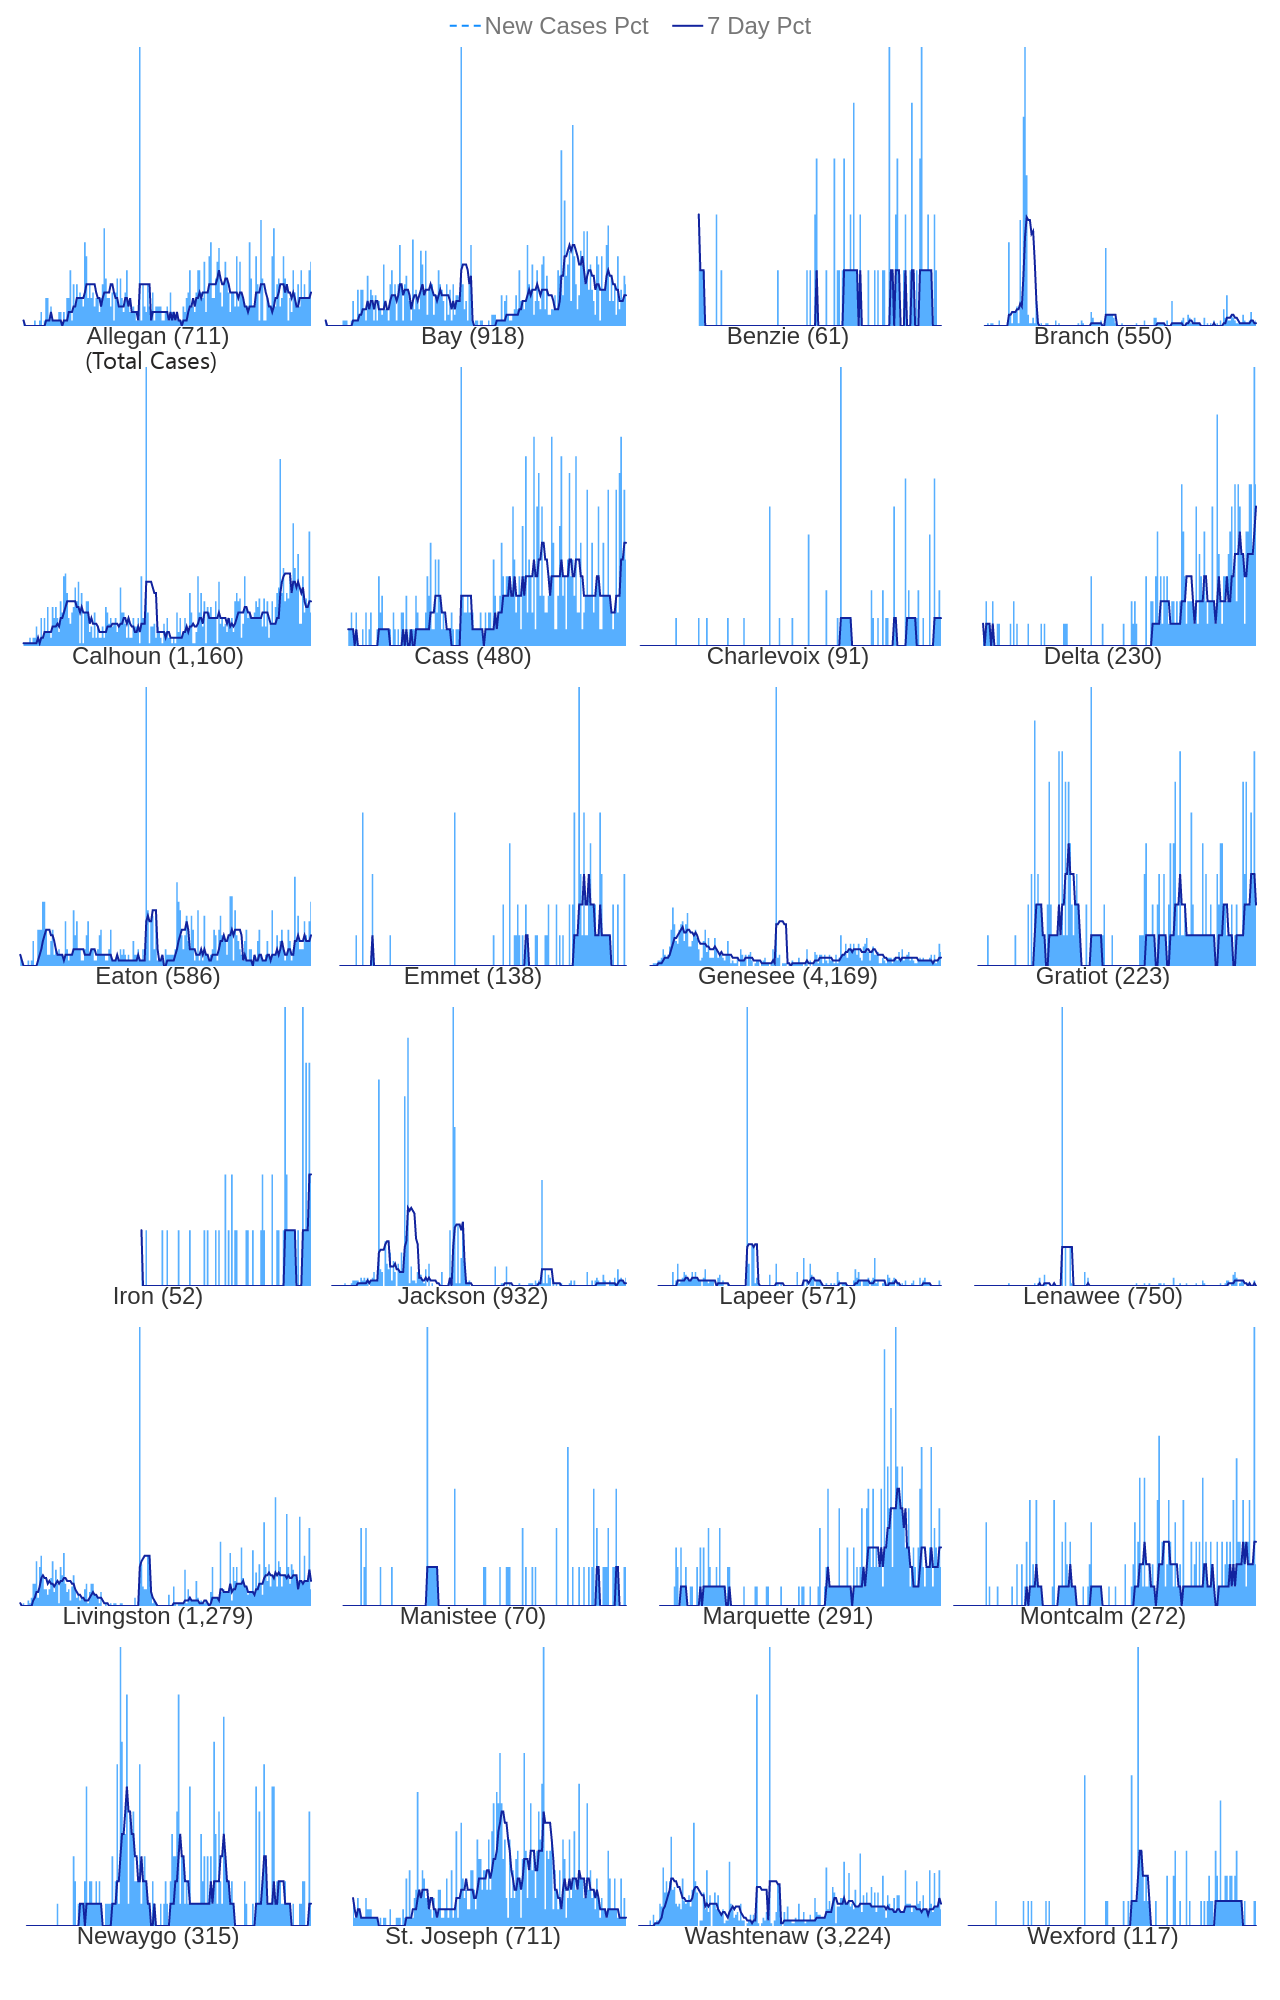 New Cases Pct 7 Day Pct
Allegan (711) Bay (918) Benzie (61) Branch (550)
(Total Cases)
Calhoun (1,160) Cass (480) Charlevoix (91) Delta (230)
Eaton (586) Emmet (138) Genesee (4,169) Gratiot (223)
Iron (52) Jackson (932) Lapeer (571) Lenawee (750)
Livingston (1,279) Manistee (70) Marquette (291) Montcalm (272)
Newaygo (315) St. Joseph (711) Washtenaw (3,224) Wexford (117)